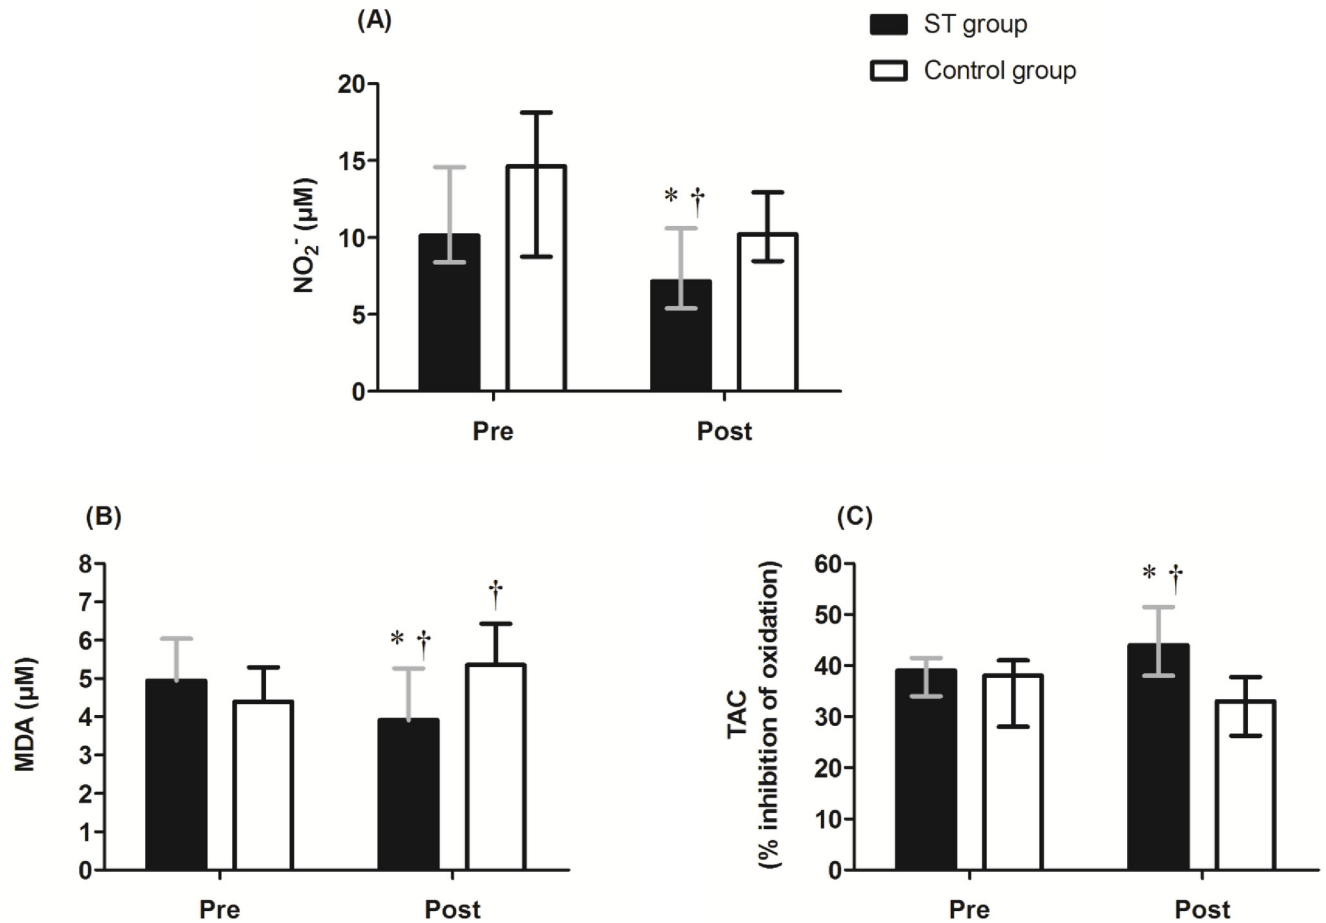 (A)
ST group
Control group
20
15
10
5
0
NO₂⁻ (µM)
* †
Pre
Post
(B)
8
7
6
5
4
3
2
1
0
MDA (µM)
* †
†
Pre
Post
(C)
60
50
40
30
20
10
0
TAC
(% inhibition of oxidation)
* †
Pre
Post